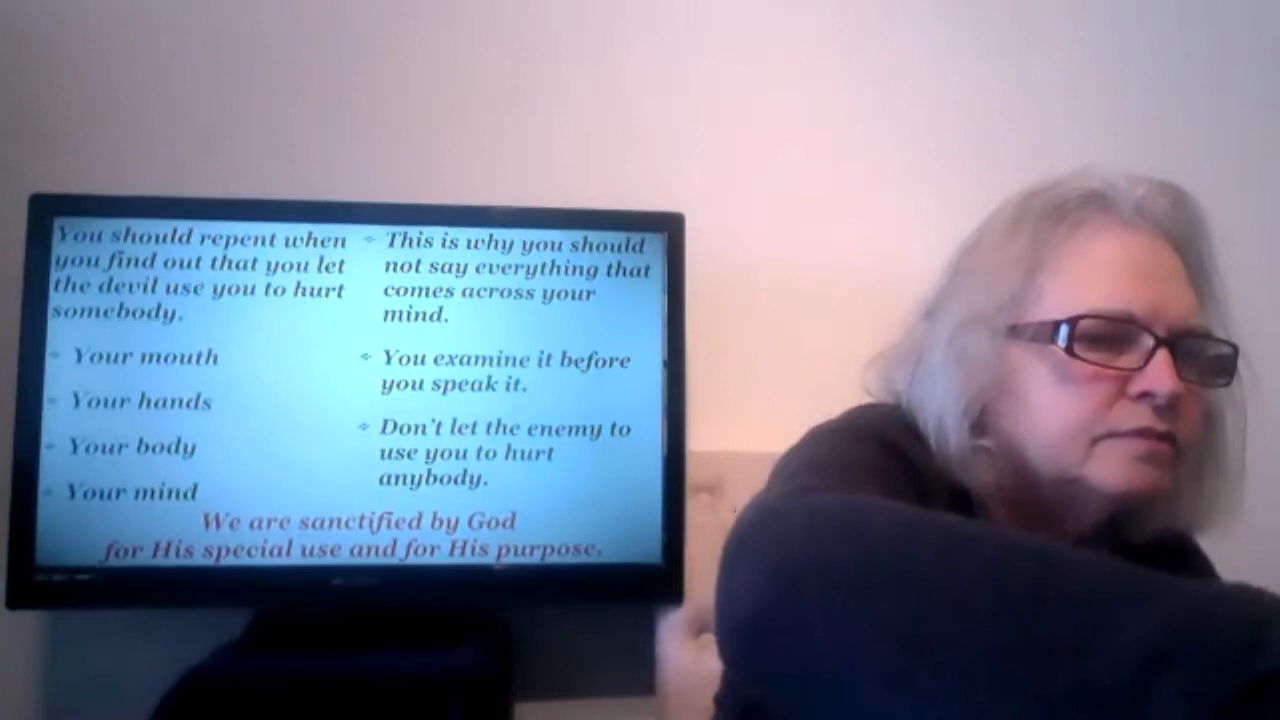 You should repent when
you find out that you let
the devil use you to hurt
somebody.
Your mouth
Your hands
Your body
Your mind
This is why you should
not say everything that
comes across your
mind.
You examine it before
you speak it.
Don't let the enemy to
use you to hurt
anybody.
We are sanctified by God
for His special use and for His purpose.